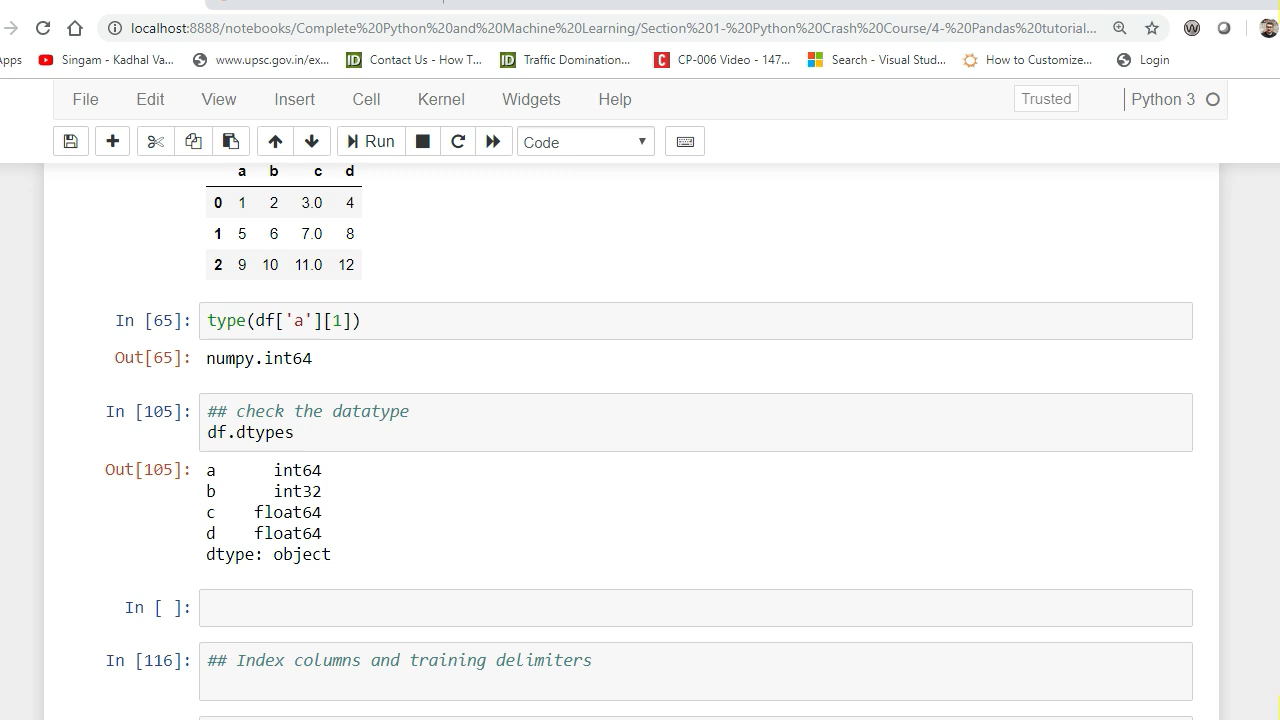 localhost:8888/notebooks/Complete%20Python%20and%20Machine%20Learning/Section%201-%20Python%20Crash%20Course/4-%20Pandas%20tutorial...
pps Singam - Kadhal Va... www.upsc.gov.in/ex... ID Contact Us - How T... ID Traffic Domination... C CP-006 Video - 147... Search - Visual Stud... How to Customize... Login
File Edit View Insert Cell Kernel Widgets Help Trusted Python 3
Run Code
a b c d
0 1 2 3.0 4
1 5 6 7.0 8
2 9 10 11.0 12
In [65]: type(df['a'][1])
Out[65]: numpy.int64
In [105]: ## check the datatype
df.dtypes
Out[105]: a int64
b int32
c float64
d float64
dtype: object
In [ ]:
In [116]: ## Index columns and training delimiters